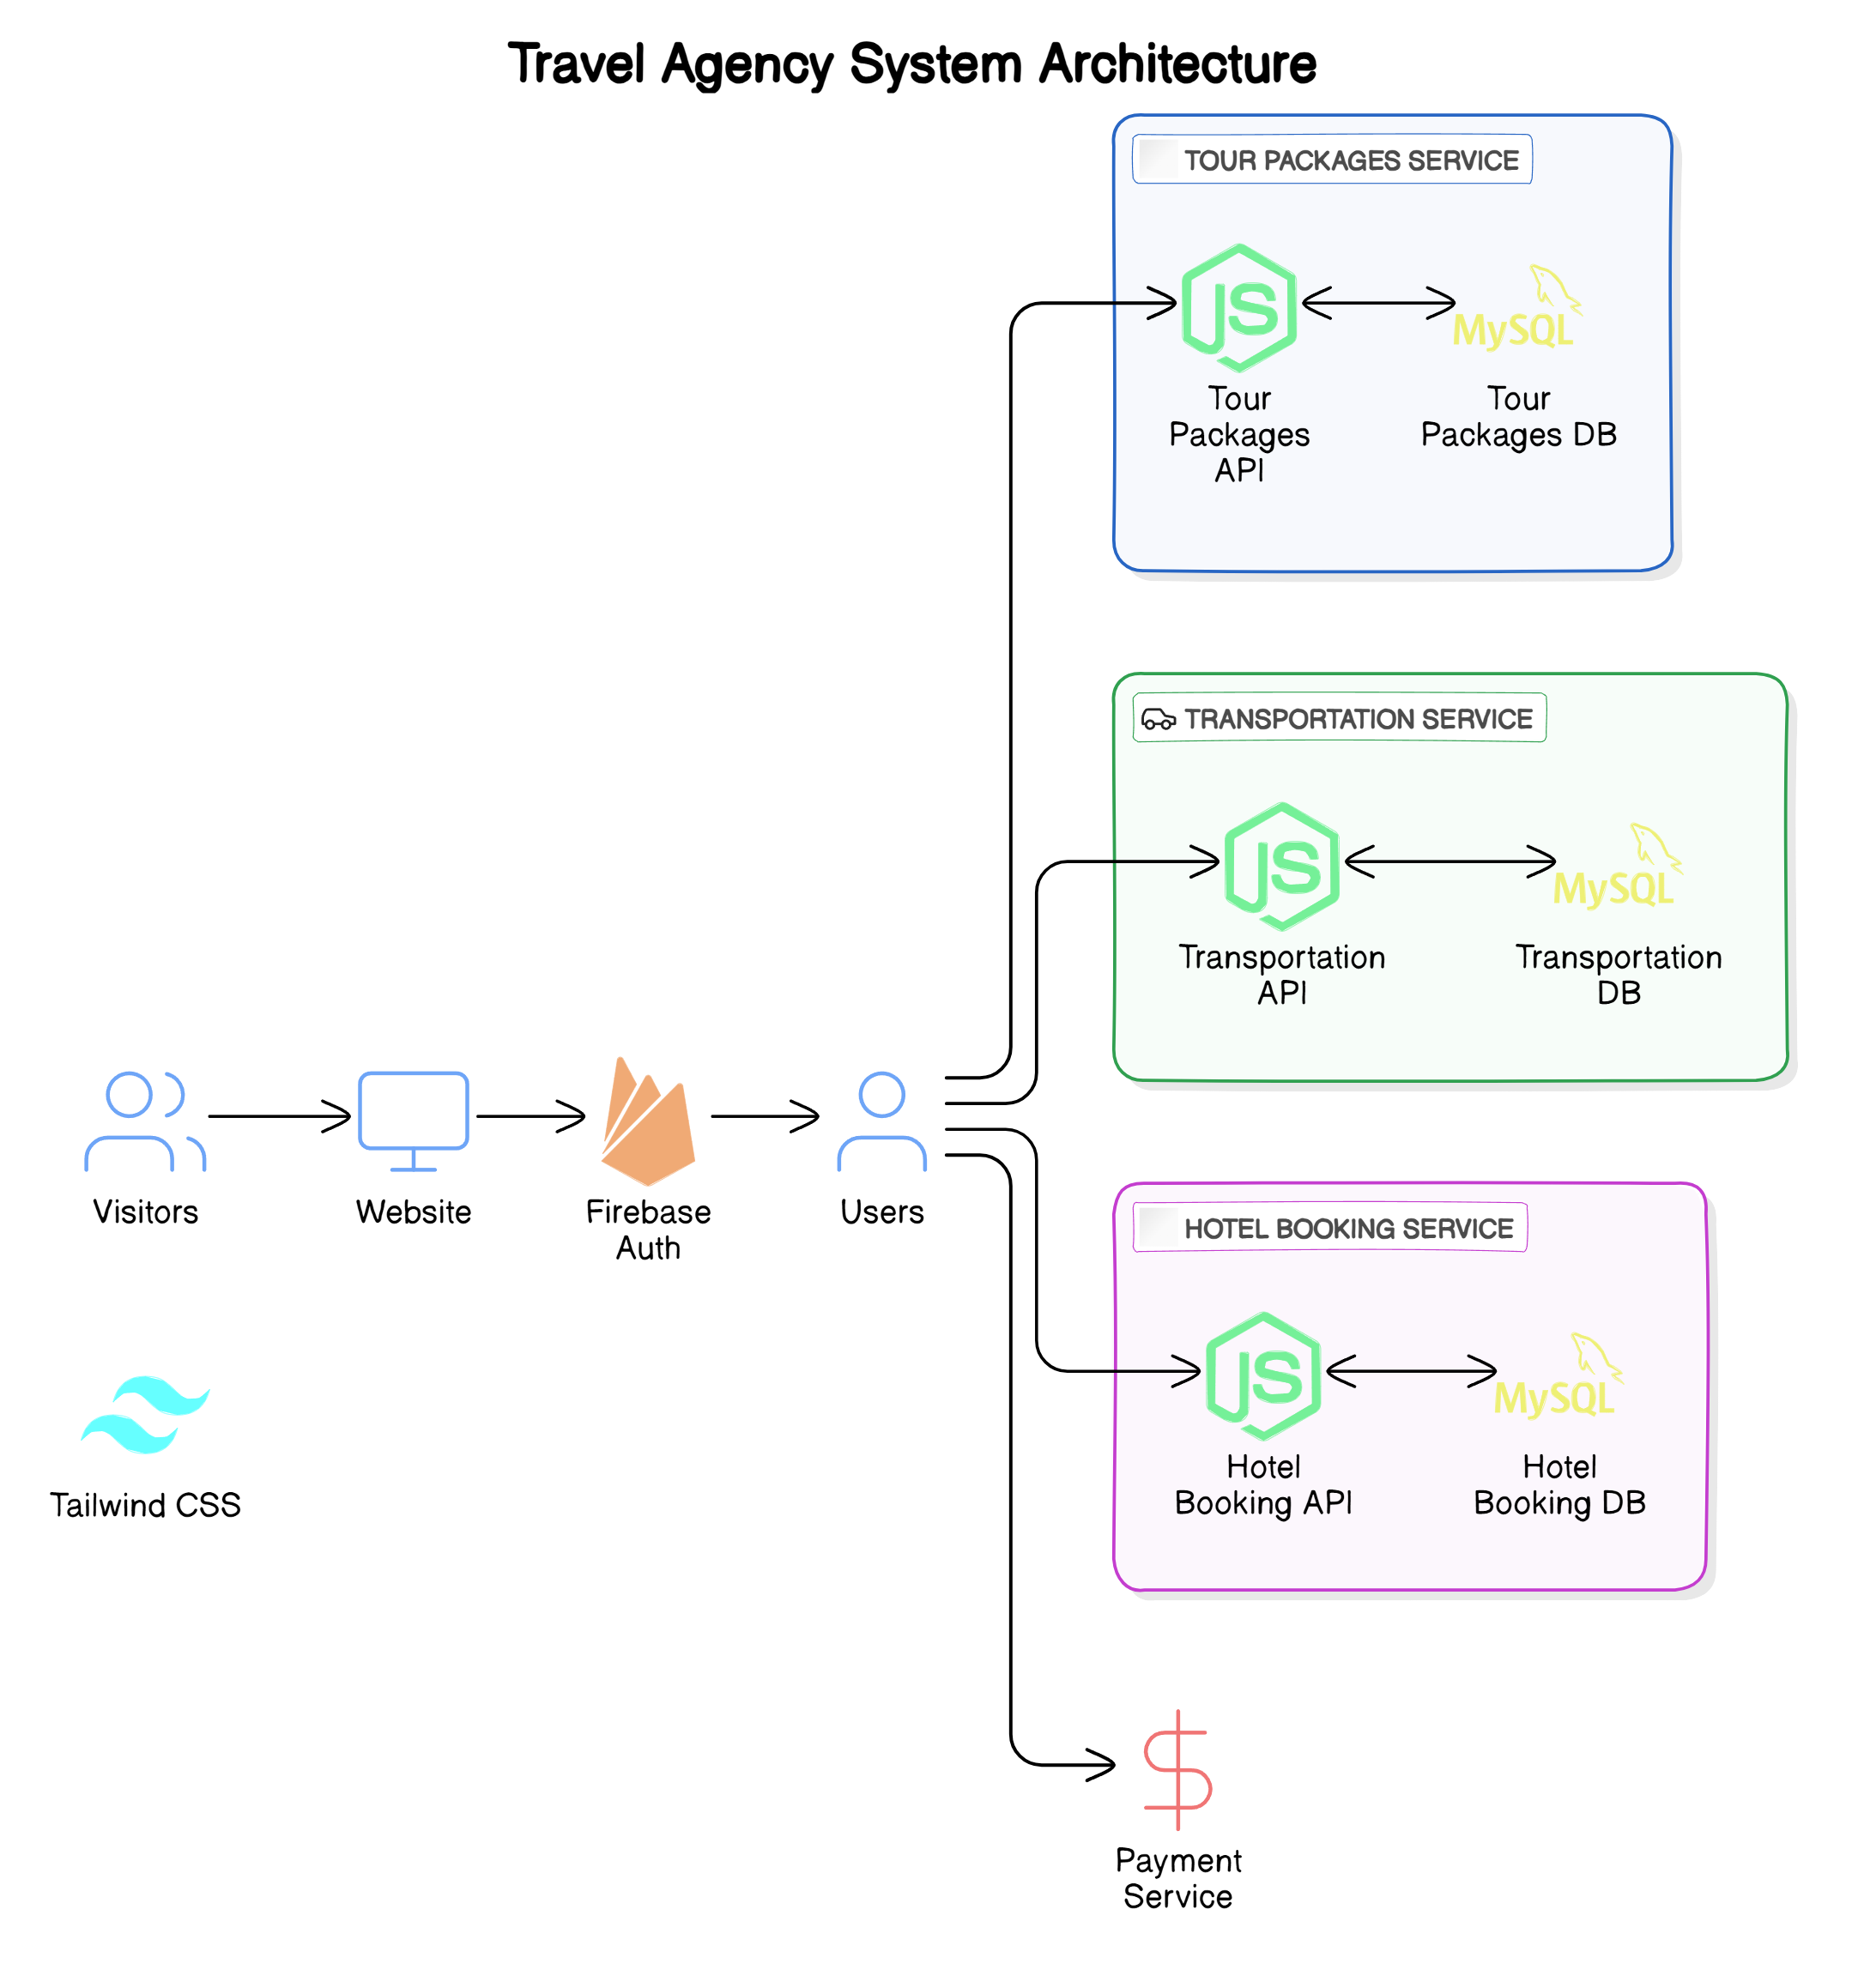 Travel Agency System Architecture
TOUR PACKAGES SERVICE
JS
MySQL
Tour
Packages
API
Tour
Packages DB
TRANSPORTATION SERVICE
JS
MySQL
Transportation
API
Transportation
DB
Visitors
Website
Firebase
Auth
Users
HOTEL BOOKING SERVICE
JS
MySQL
Hotel
Booking API
Hotel
Booking DB
Tailwind CSS
Payment
Service